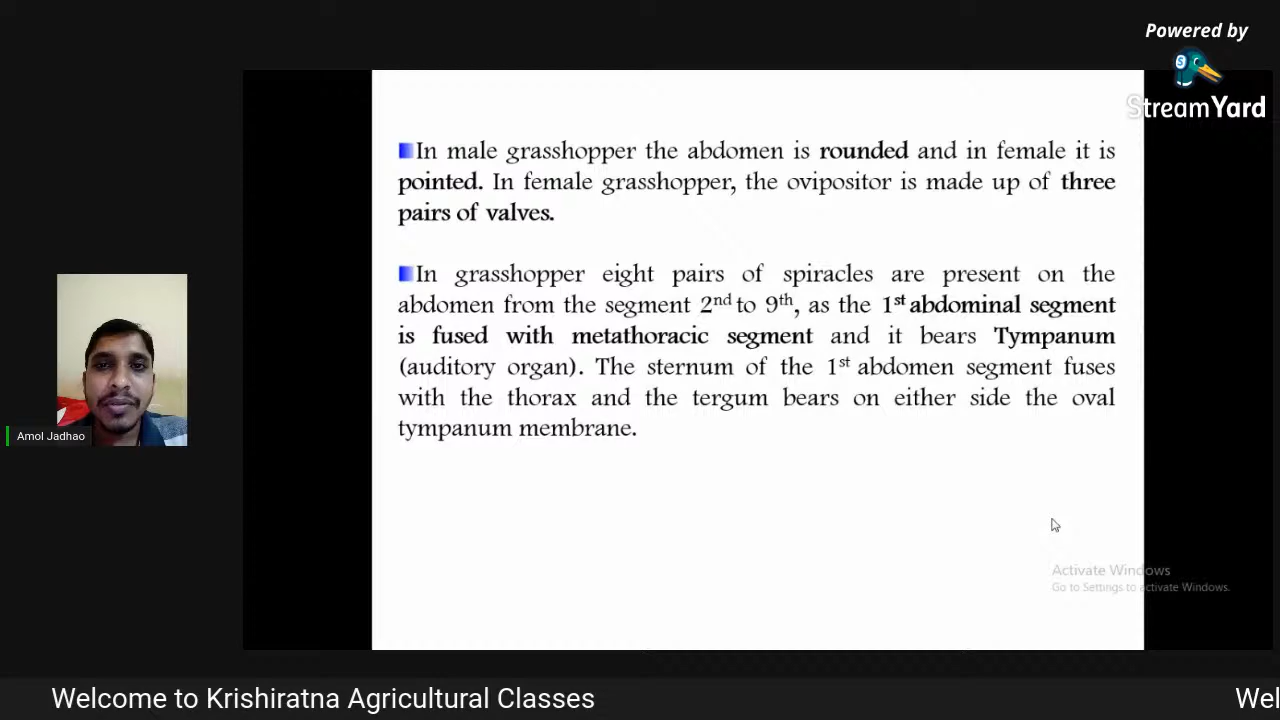 Powered by
StreamYard
In male grasshopper the abdomen is rounded and in female it is
pointed. In female grasshopper, the ovipositor is made up of three
pairs of valves.
In grasshopper eight pairs of spiracles are present on the
abdomen from the segment 2nd to 9th, as the 1st abdominal segment
is fused with metathoracic segment and it bears Tympanum
(auditory organ). The sternum of the 1st abdomen segment fuses
with the thorax and the tergum bears on either side the oval
tympanum membrane.
Amol Jadhao
Activate Windows
Go to Settings to activate Windows.
Welcome to Krishiratna Agricultural Classes
Wel